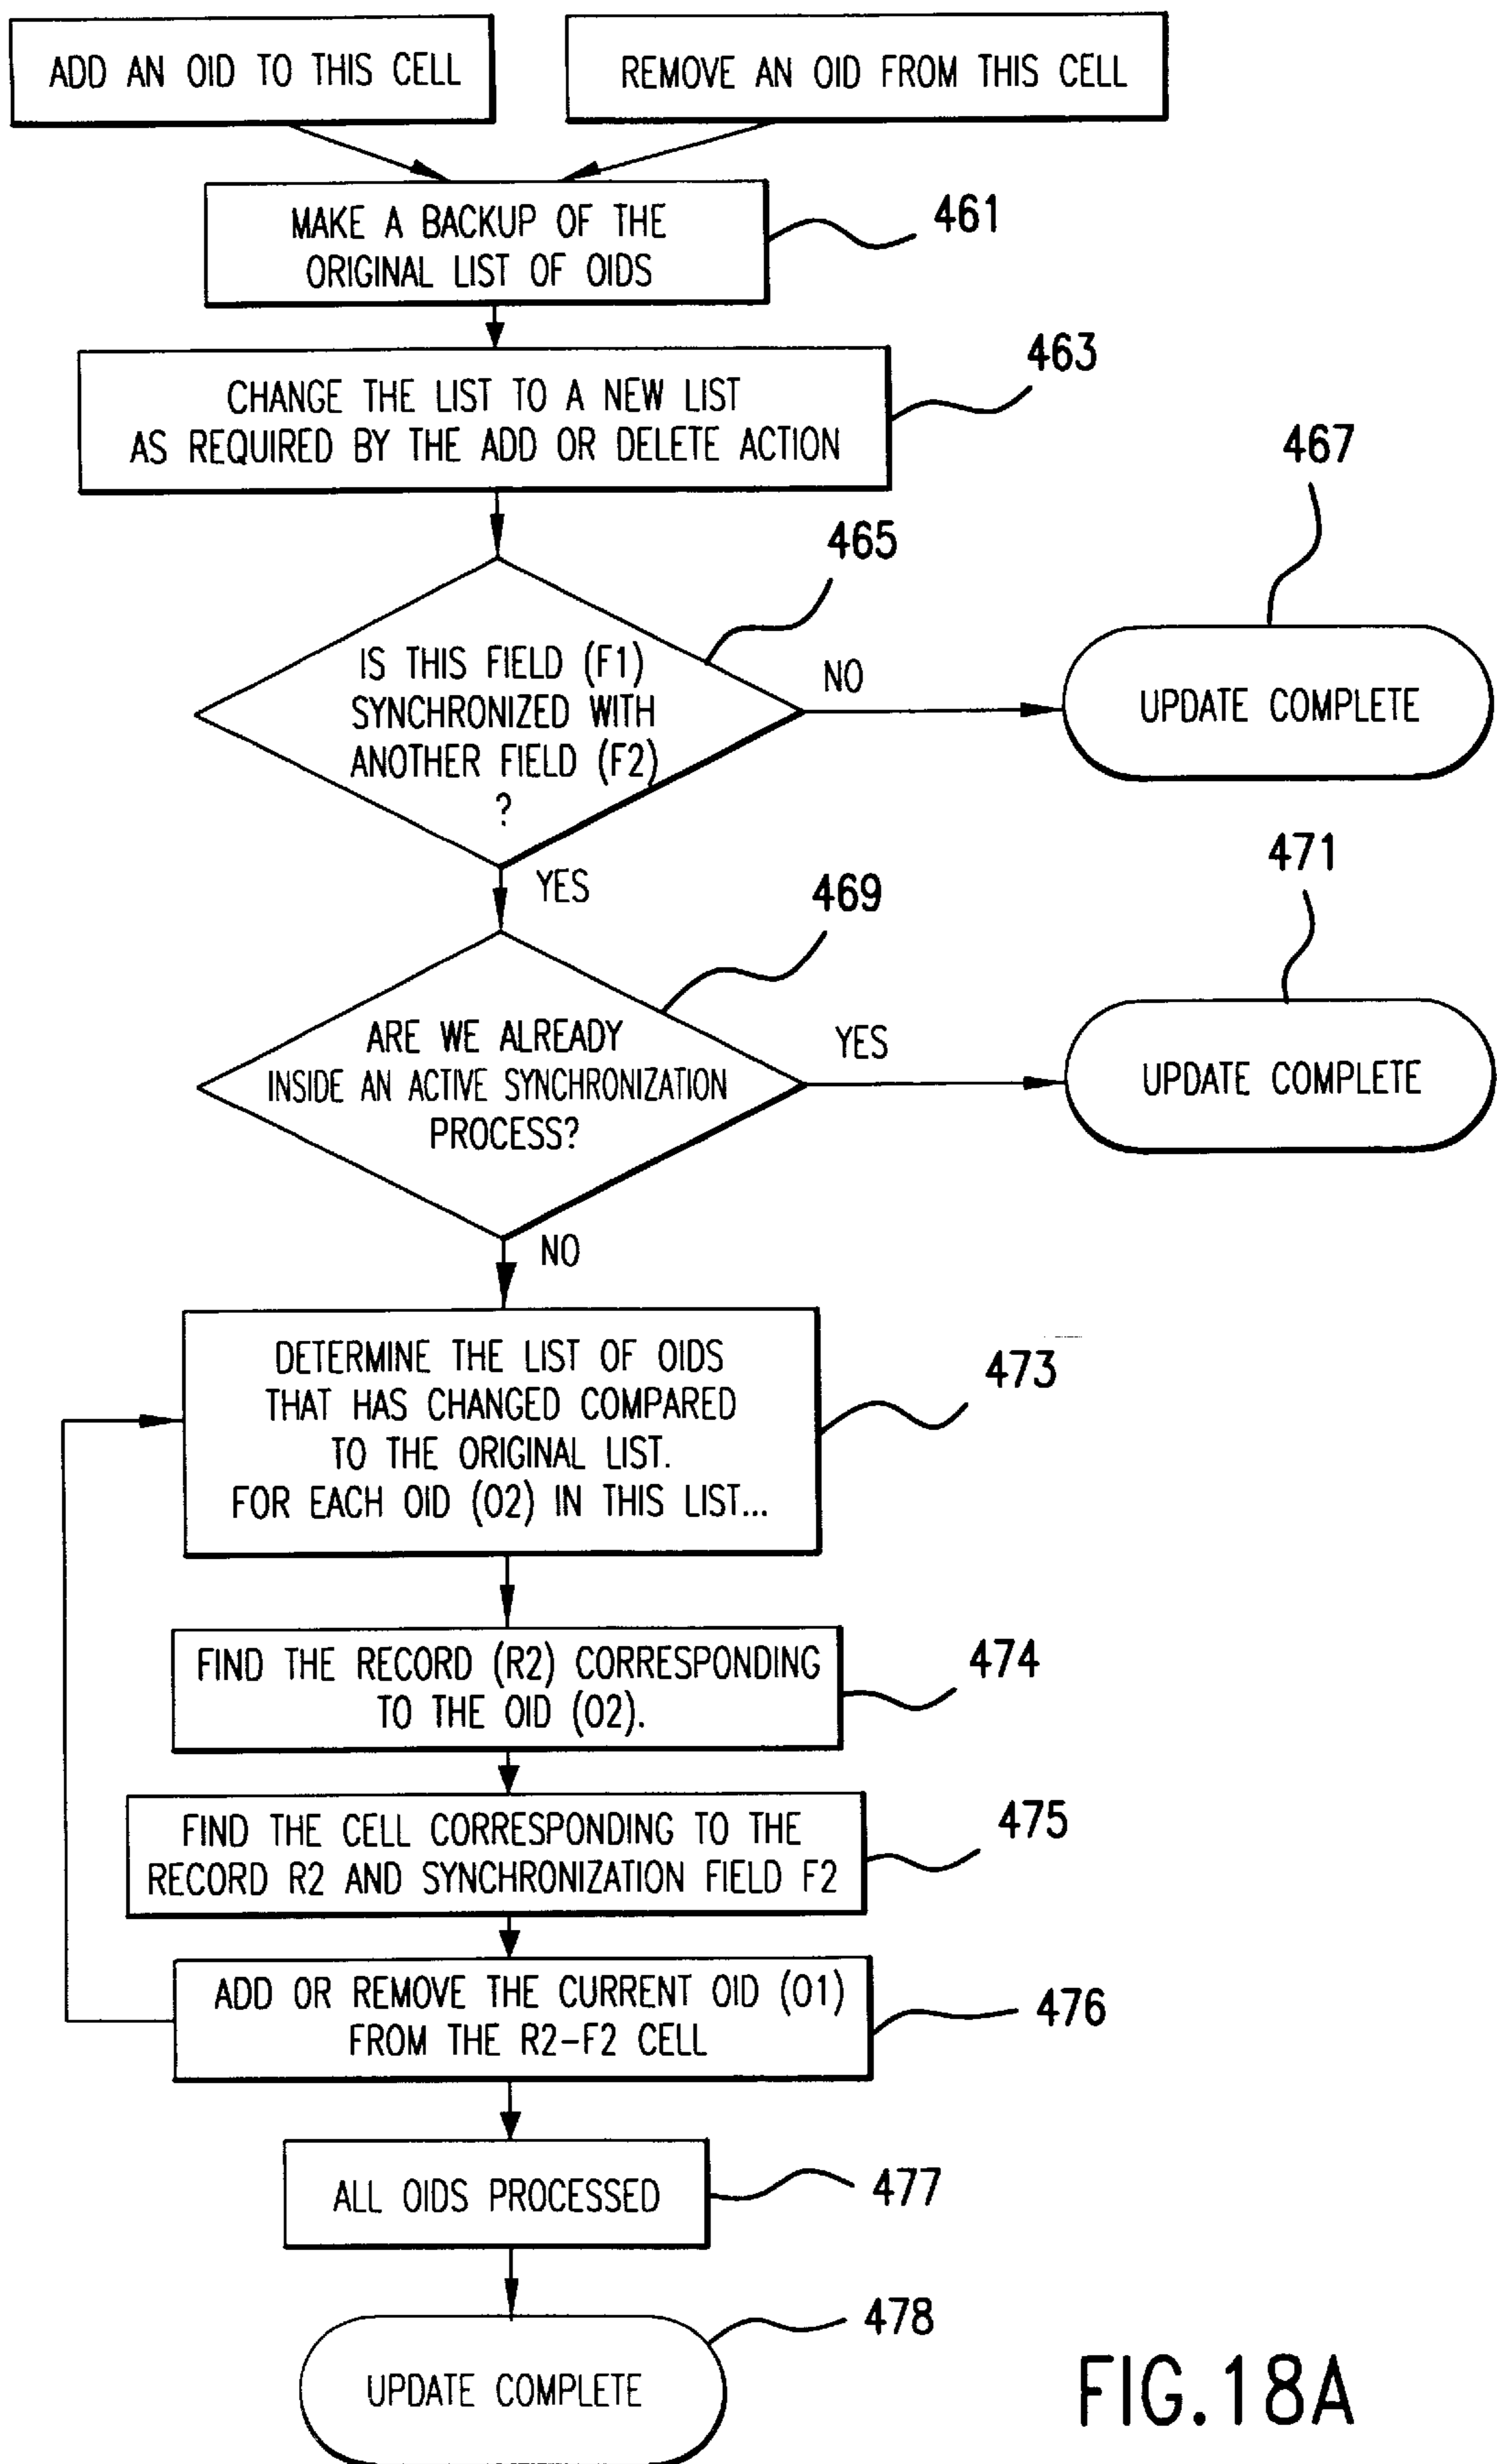 ADD AN OID TO THIS CELL
REMOVE AN OID FROM THIS CELL
MAKE A BACKUP OF THE
ORIGINAL LIST OF OIDS
461
CHANGE THE LIST TO A NEW LIST
AS REQUIRED BY THE ADD OR DELETE ACTION
463
465
467
IS THIS FIELD (F1)
SYNCHRONIZED WITH
ANOTHER FIELD (F2)
?
NO
UPDATE COMPLETE
YES
469
471
ARE WE ALREADY
INSIDE AN ACTIVE SYNCHRONIZATION
PROCESS?
YES
UPDATE COMPLETE
NO
DETERMINE THE LIST OF OIDS
THAT HAS CHANGED COMPARED
TO THE ORIGINAL LIST.
FOR EACH OID (O2) IN THIS LIST...
473
FIND THE RECORD (R2) CORRESPONDING
TO THE OID (O2).
474
FIND THE CELL CORRESPONDING TO THE
RECORD R2 AND SYNCHRONIZATION FIELD F2
475
ADD OR REMOVE THE CURRENT OID (O1)
FROM THE R2-F2 CELL
476
ALL OIDS PROCESSED
477
UPDATE COMPLETE
478
FIG.18A